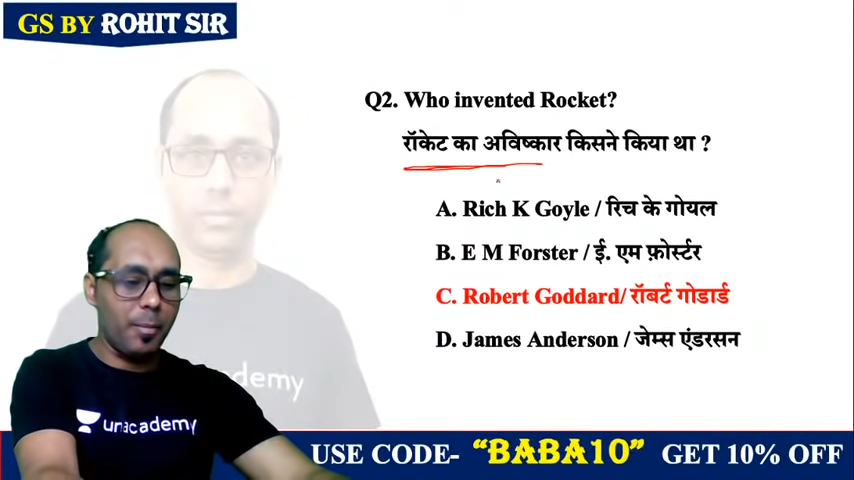 GS BY ROHIT SIR
Q2. Who invented Rocket?
रॉकेट का अविष्कार किसने किया था ?
A. Rich K Goyle / रिच के गोयल
B. E M Forster / ई. एम फ़ोर्स्टर
C. Robert Goddard/ रॉबर्ट गोडार्ड
D. James Anderson / जेम्स एंडरसन
demy
unacademy
USE CODE- “BABA10” GET 10% OFF